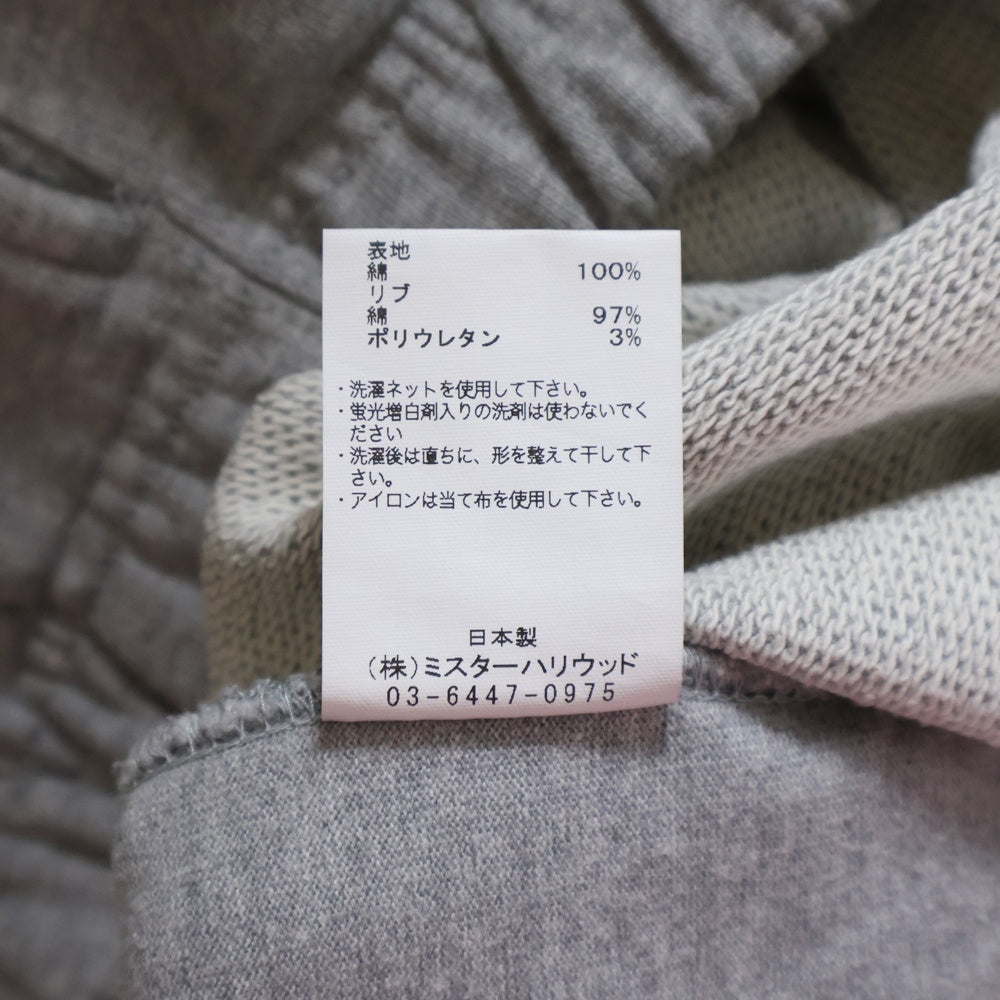 表地
綿 100%
リブ
綿 97%
ポリウレタン 3%
・洗濯ネットを使用して下さい。
・蛍光増白剤入りの洗剤は使わないでく
ださい
・洗濯後は直ちに、形を整えて干して下
さい。
・アイロンは当て布を使用して下さい。
日本製
(株)ミスターハリウッド
03-6447-0975